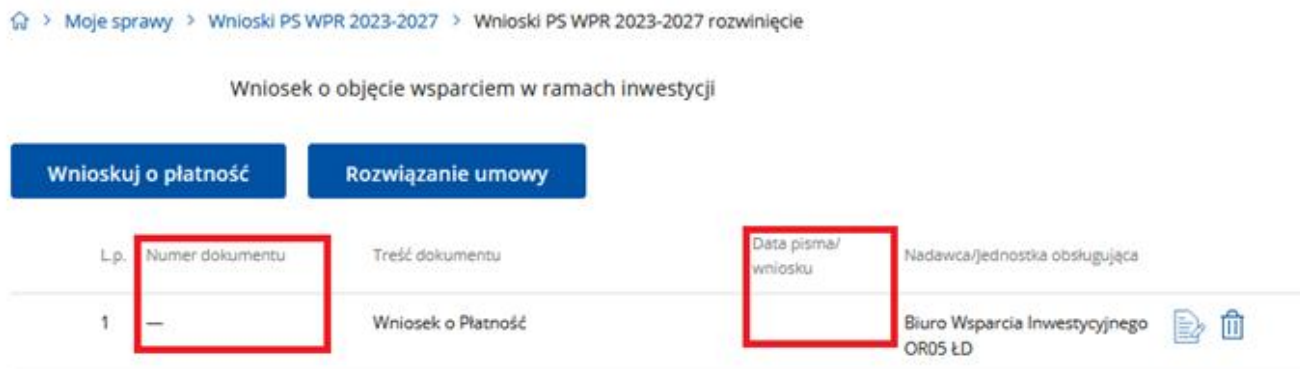 > Moje sprawy > Wnioski PS WPR 2023-2027 > Wnioski PS WPR 2023-2027 rozwinięcie
Wniosek o objęcie wsparciem w ramach inwestycji
Wnioskuj o płatność Rozwiązanie umowy
L.p. Numer dokumentu Treść dokumentu Data pisma/ wniosku Nadawca/Jednostka obsługująca
1 — Wniosek o Płatność Biuro Wsparcia Inwestycyjnego
OR05 ŁD